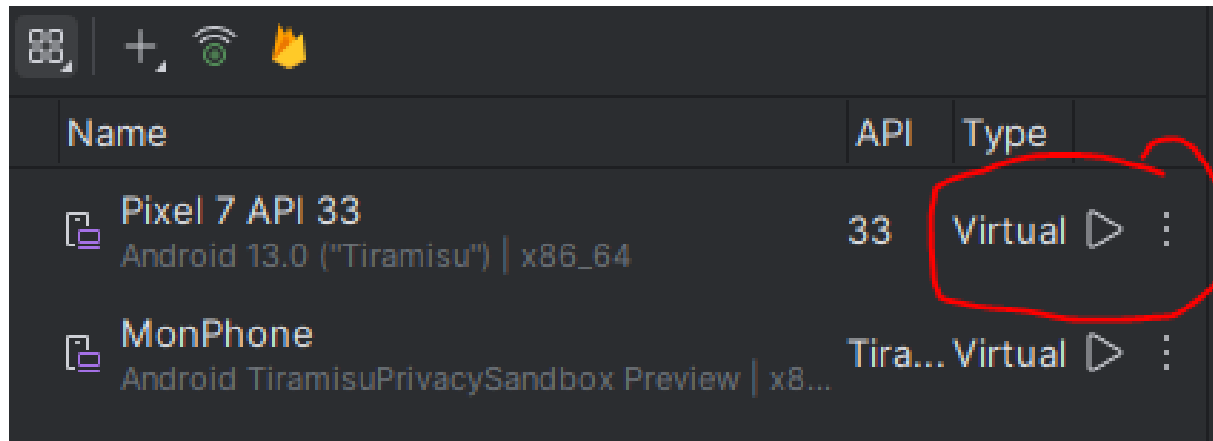 Name API Type
Pixel 7 API 33 33 Virtual
Android 13.0 ("Tiramisu") | x86_64
MonPhone Tira... Virtual
Android TiramisuPrivacySandbox Preview | x8...